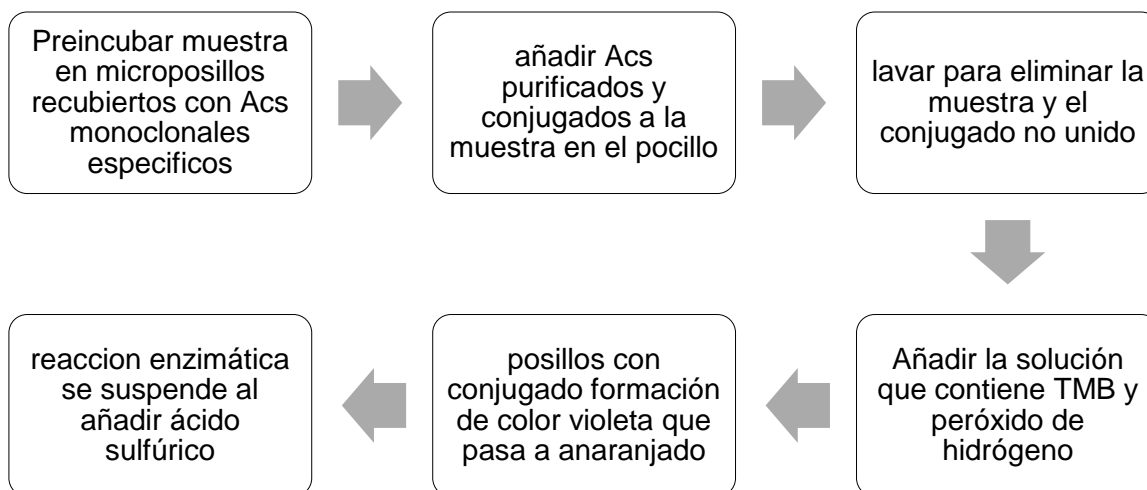 Preincubar muestra
en microposillos
recubiertos con Acs
monoclonales
especificos
añadir Acs
purificados y
conjugados a la
muestra en el pocillo
lavar para eliminar la
muestra y el
conjugado no unido
Añadir la solución
que contiene TMB y
peróxido de
hidrógeno
posillos con
conjugado formación
de color violeta que
pasa a anaranjado
reaccion enzimática
se suspende al
añadir ácido
sulfúrico